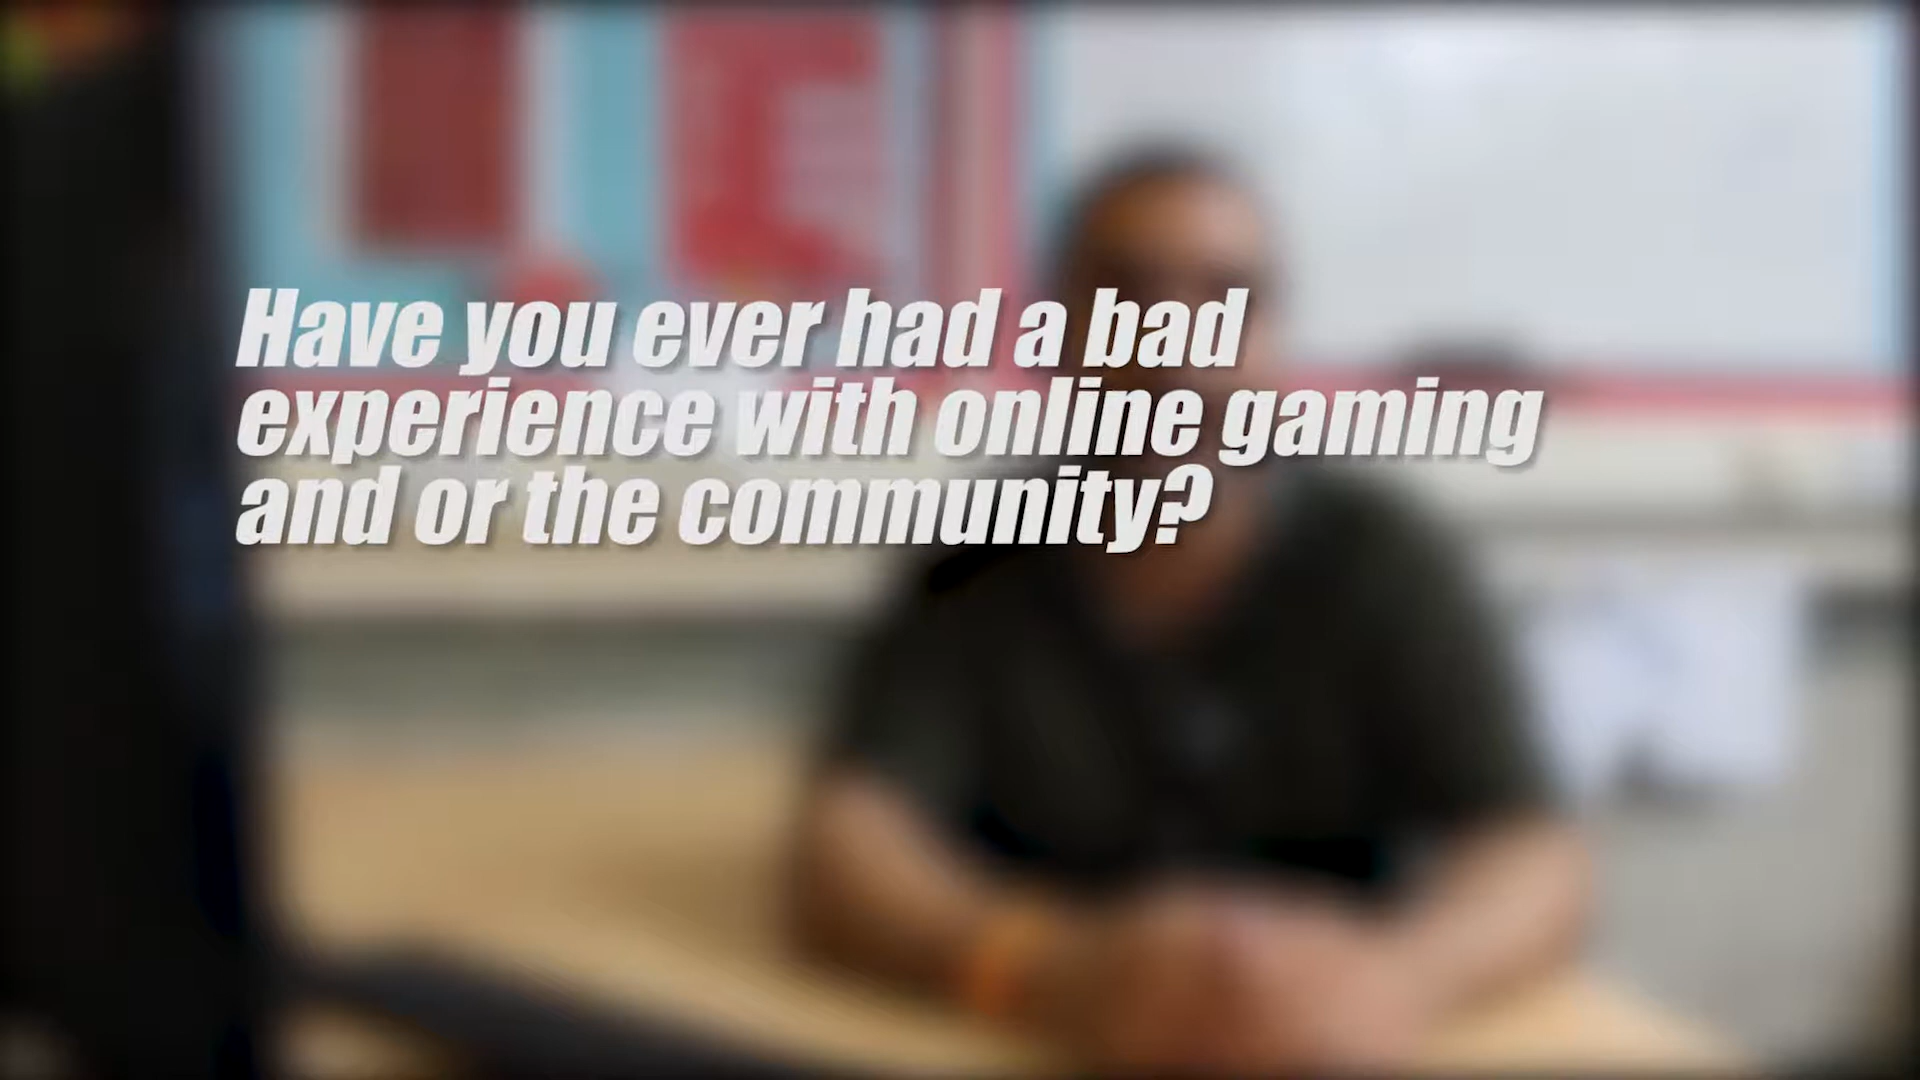 Have you ever had a bad
experience with online gaming
and or the community?